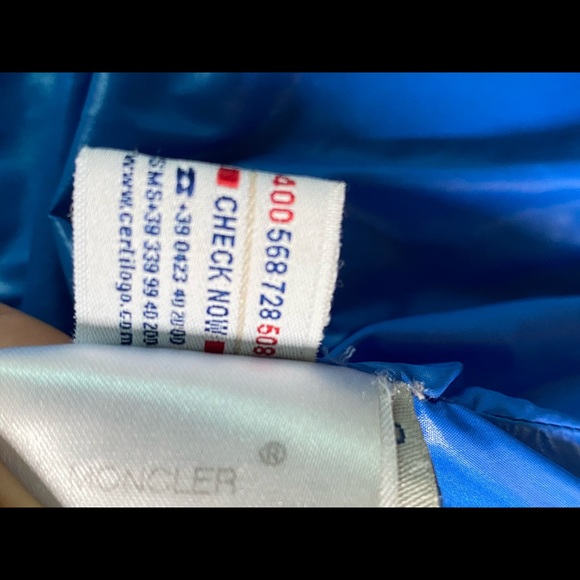 400 568 728 508
CHECK NOW
☎ +39 0423 40 2000
SMS+39 339 99 40 200
www.certilogo.com
MONCLER ®